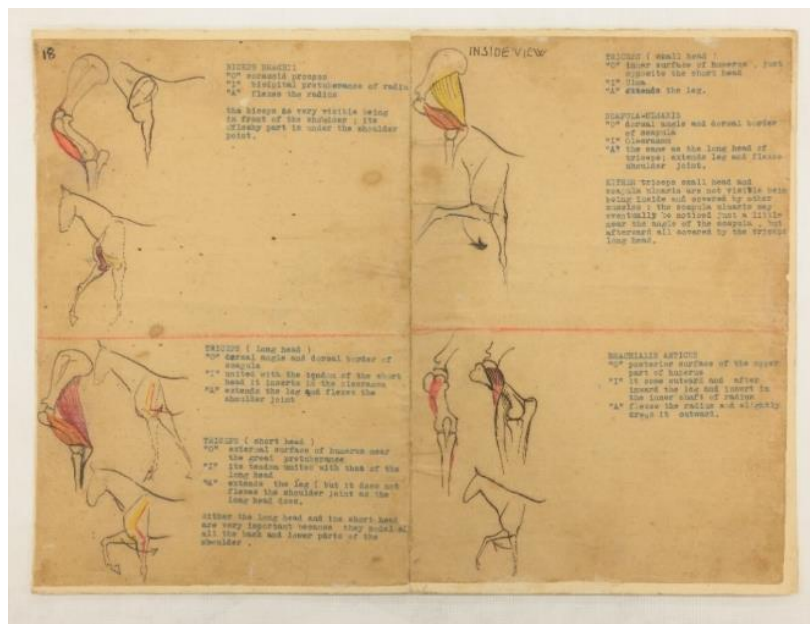 18
BICEPS BRACHII
"O" coracoid process
"I" bicipital protuberance of radius
"A" flexes the radius
the biceps is very visible being
in front of the shoulder ; its
fleshy part is under the shoulder
point.
TRICEPS ( long head )
"O" dorsal angle and dorsal border of
scapula
"I" united with the tendon of the short
head it inserts in the olecranon
"A" extends the leg and flexes the
shoulder joint
TRICEPS ( short head )
"O" external surface of humerus near
the great protuberance
"I" its tendon united with that of the
long head
"A" extends the leg ( but it does not
flexes the shoulder joint as the
long head does.
either the long head and the short head
are very important because they model
all the back and lower parts of the
shoulder .
INSIDE VIEW
TRICEPS ( small head )
"O" inner surface of humerus , just
opposite the short head
"I" Ulna
"A" extends the leg.
SCAPULA-ULNARIS
"O" dorsal angle and dorsal border
of scapula
"I" Olecranon
"A" the same as the long head of
triceps; extends leg and flexes
shoulder joint.
EITHER triceps small head and
scapula ulnaris are not visible
being inside and covered by other
muscles ; the scapula ulnaris may
eventually be noticed just a little
near the angle of the scapula , but
afterward all covered by the triceps
long head.
BRACHIALIS ANTICUS
"O" posterior surface of the upper
part of humerus
"I" it goes outward and after
inward the leg and insert in
the inner shaft of radius
"A" flexes the radius and slightly
drags it outward.